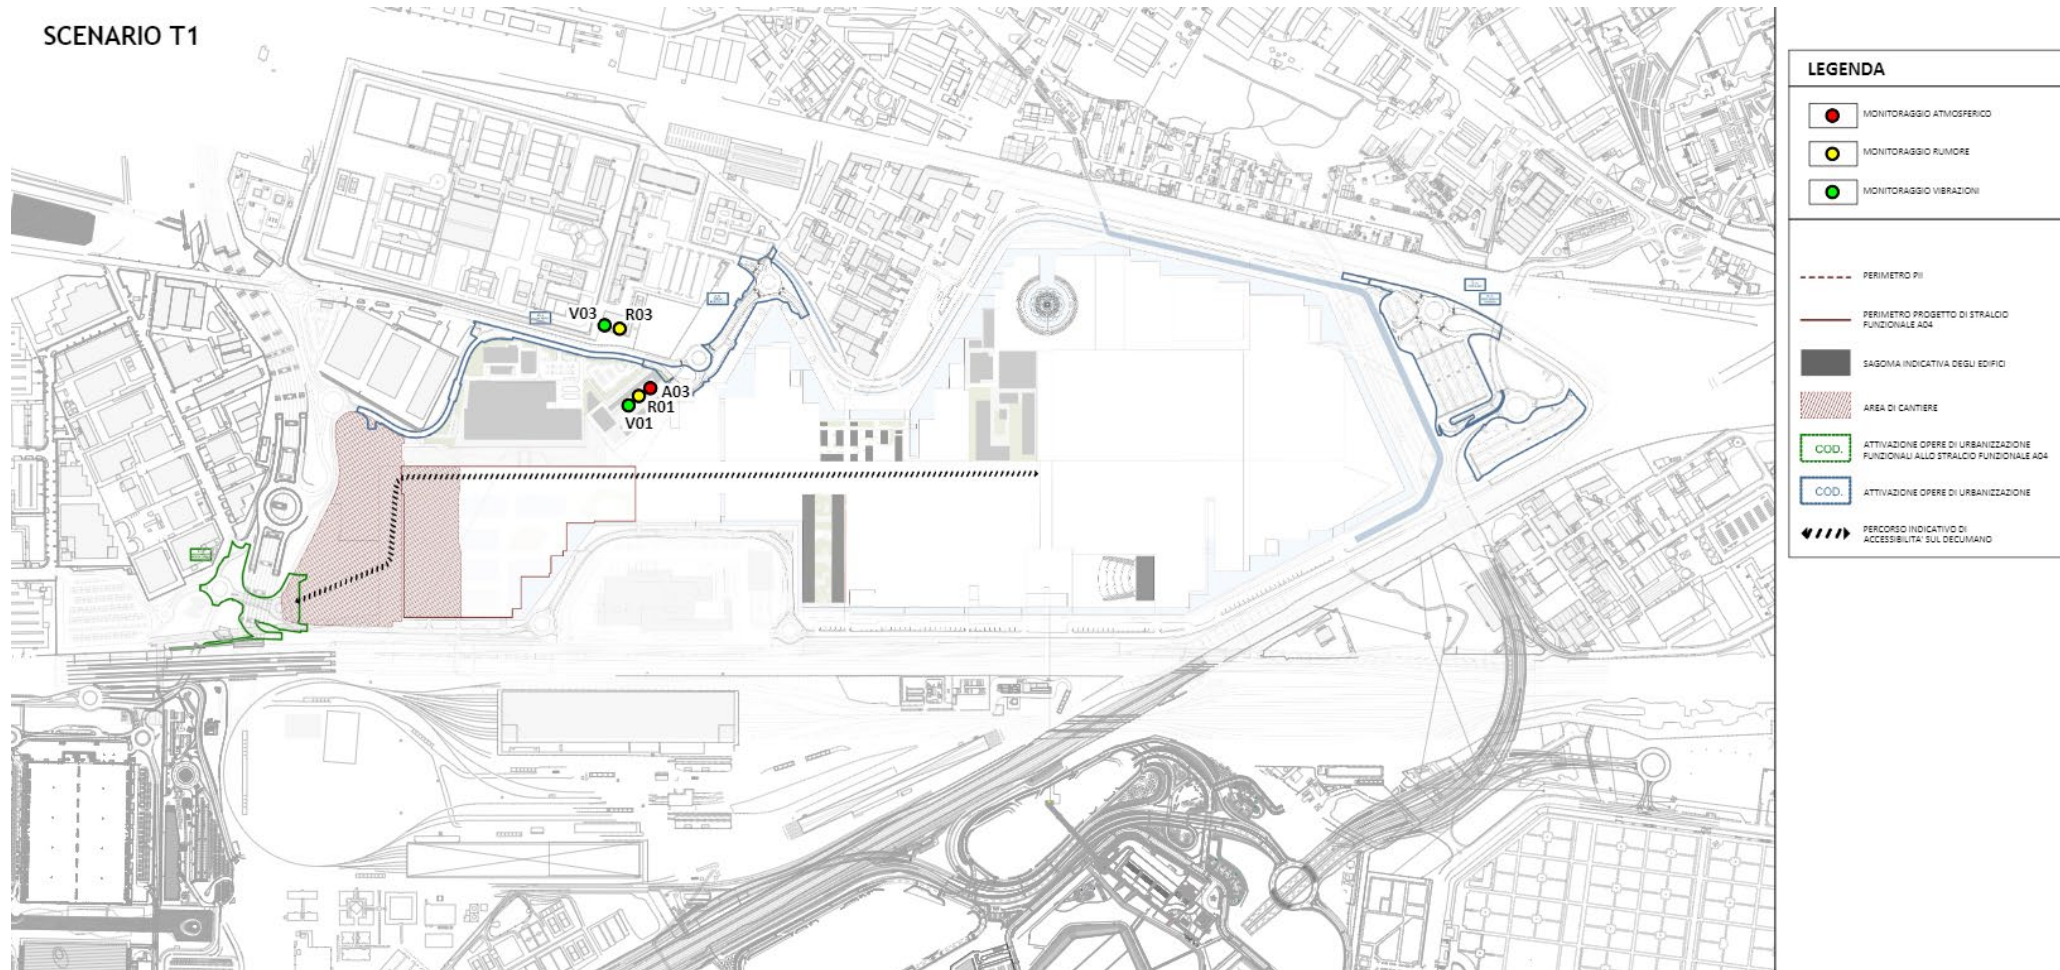 SCENARIO T1
V03
R03
A03
R01
V01
LEGENDA
MONITORAGGIO ATMOSFERICO
MONITORAGGIO RUMORE
MONITORAGGIO VIBRAZIONI
PERIMETRO PII
PERIMETRO PROGETTO DI STRALCIO
FUNZIONALE A04
SAGOMA INDICATIVA DEGLI EDIFICI
AREA DI CANTIERE
COD.
ATTIVAZIONE OPERE DI URBANIZZAZIONE
FUNZIONALI ALLO STRALCIO FUNZIONALE A04
COD.
ATTIVAZIONE OPERE DI URBANIZZAZIONE
PERCORSO INDICATIVO DI
ACCESSIBILITA' SUL DECUMANO